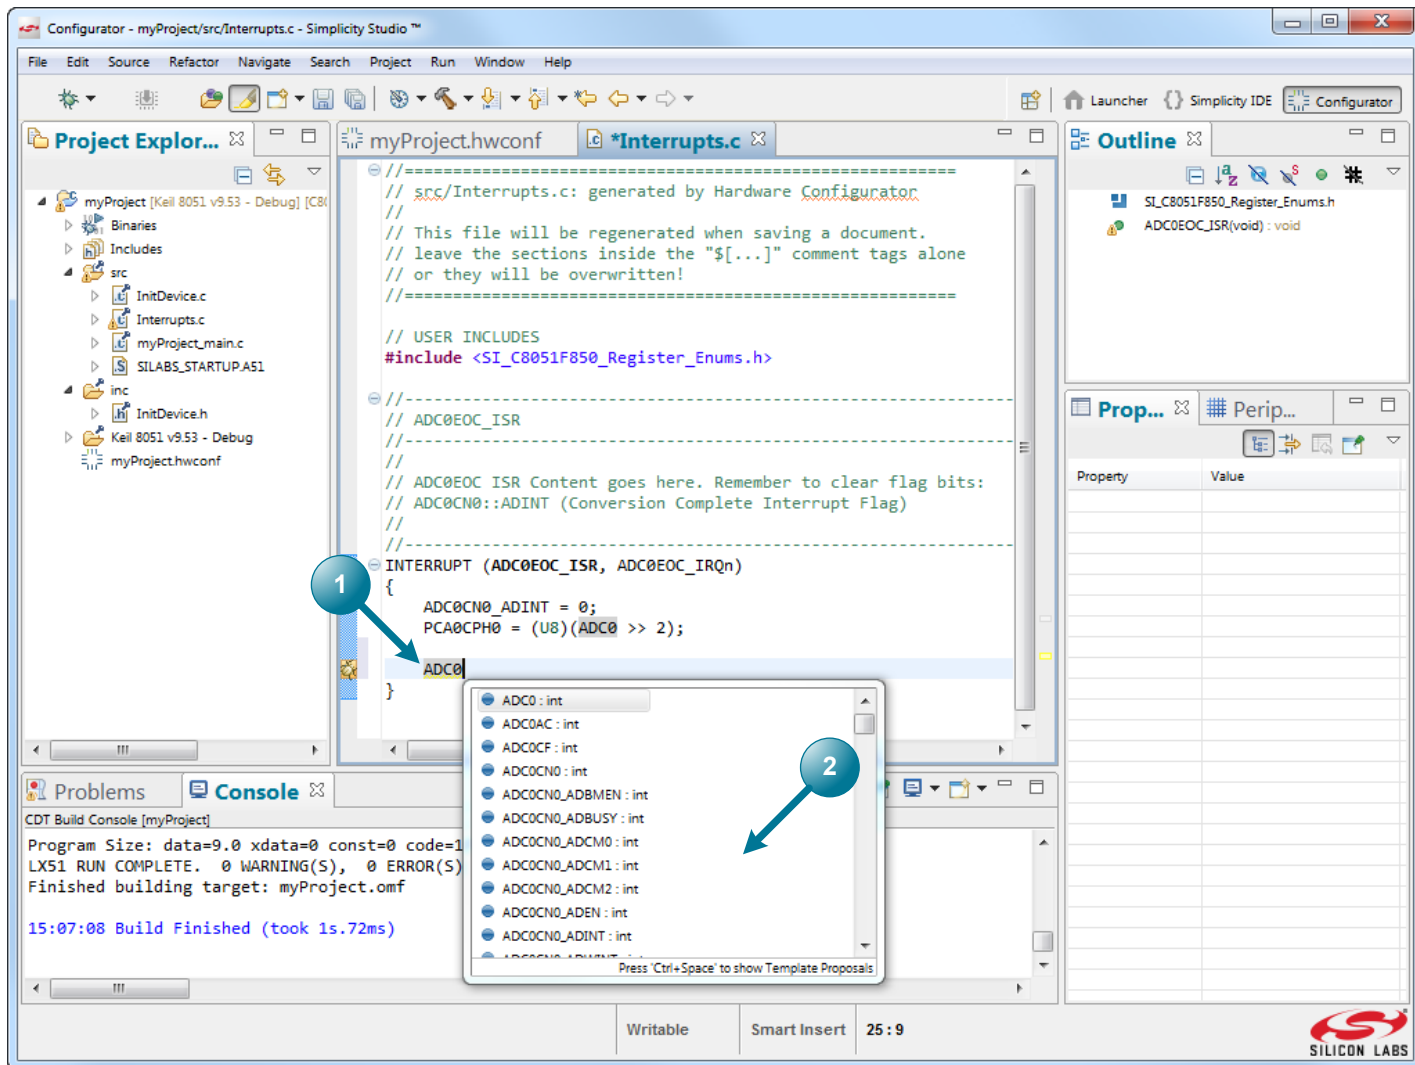 Configurator - myProject/src/Interrupts.c - Simplicity Studio ™
File Edit Source Refactor Navigate Search Project Run Window Help
Launcher {} Simplicity IDE Configurator
Project Explor...
myProject [Keil 8051 v9.53 - Debug] [C8
Binaries
Includes
src
InitDevice.c
Interrupts.c
myProject_main.c
SILABS_STARTUP.A51
inc
InitDevice.h
Keil 8051 v9.53 - Debug
myProject.hwconf
myProject.hwconf *Interrupts.c
//=========================================================
// src/Interrupts.c: generated by Hardware Configurator
//
// This file will be regenerated when saving a document.
// leave the sections inside the "$[...]" comment tags alone
// or they will be overwritten!
//=========================================================
// USER INCLUDES
#include <SI_C8051F850_Register_Enums.h>
//---------------------------------------------------------------
// ADC0EOC_ISR
//---------------------------------------------------------------
//
// ADC0EOC ISR Content goes here. Remember to clear flag bits:
// ADC0CN0::ADINT (Conversion Complete Interrupt Flag)
//
//---------------------------------------------------------------
INTERRUPT (ADC0EOC_ISR, ADC0EOC_IRQn)
{
ADC0CN0_ADINT = 0;
PCA0CPH0 = (U8)(ADC0 >> 2);
ADC0
}
1
ADC0 : int
ADC0AC : int
ADC0CF : int
ADC0CN0 : int
ADC0CN0_ADBMEN : int
ADC0CN0_ADBUSY : int
ADC0CN0_ADCM0 : int
ADC0CN0_ADCM1 : int
ADC0CN0_ADCM2 : int
ADC0CN0_ADEN : int
ADC0CN0_ADINT : int
Press 'Ctrl+Space' to show Template Proposals
2
Outline
SI_C8051F850_Register_Enums.h
ADC0EOC_ISR(void) : void
Prop... Perip...
Property Value
Problems Console
CDT Build Console [myProject]
Program Size: data=9.0 xdata=0 const=0 code=1
LX51 RUN COMPLETE. 0 WARNING(S), 0 ERROR(S)
Finished building target: myProject.omf
15:07:08 Build Finished (took 1s.72ms)
Writable Smart Insert 25 : 9
SILICON LABS